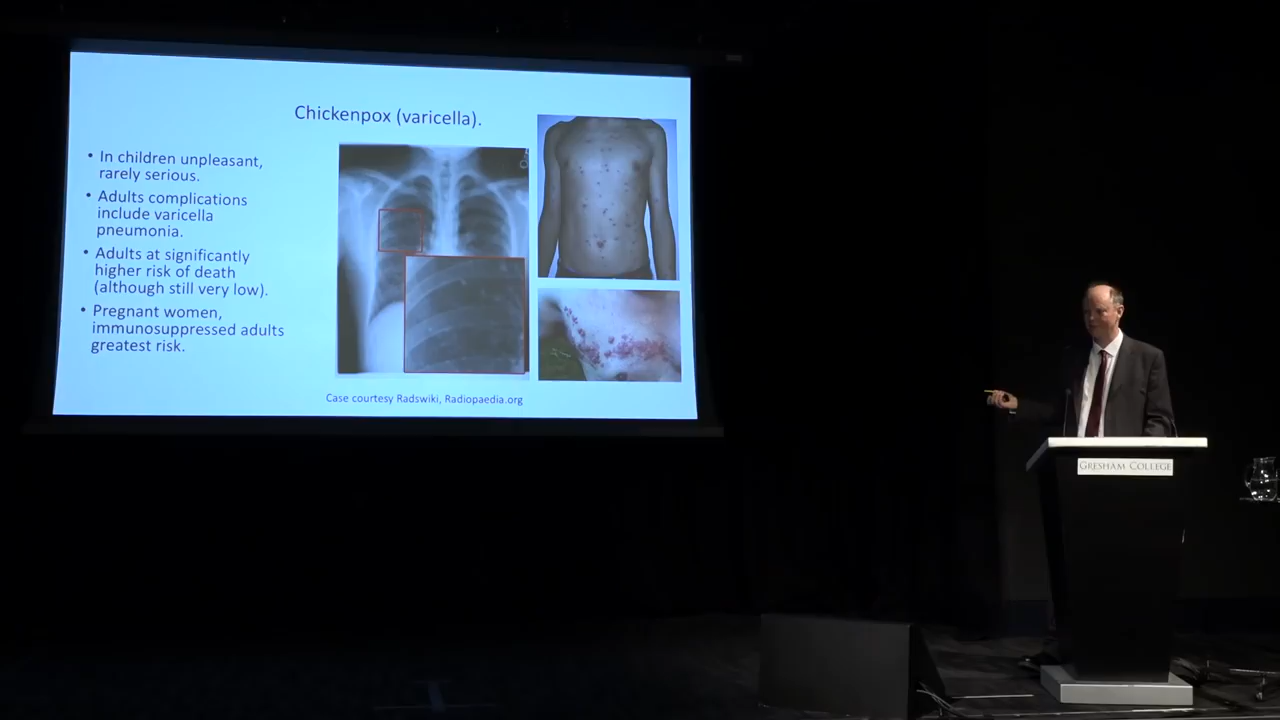 Chickenpox (varicella).
• In children unpleasant,
rarely serious.
• Adults complications
include varicella
pneumonia.
• Adults at significantly
higher risk of death
(although still very low).
• Pregnant women,
immunosuppressed adults
greatest risk.
Case courtesy Radswiki, Radiopaedia.org
GRESHAM COLLEGE